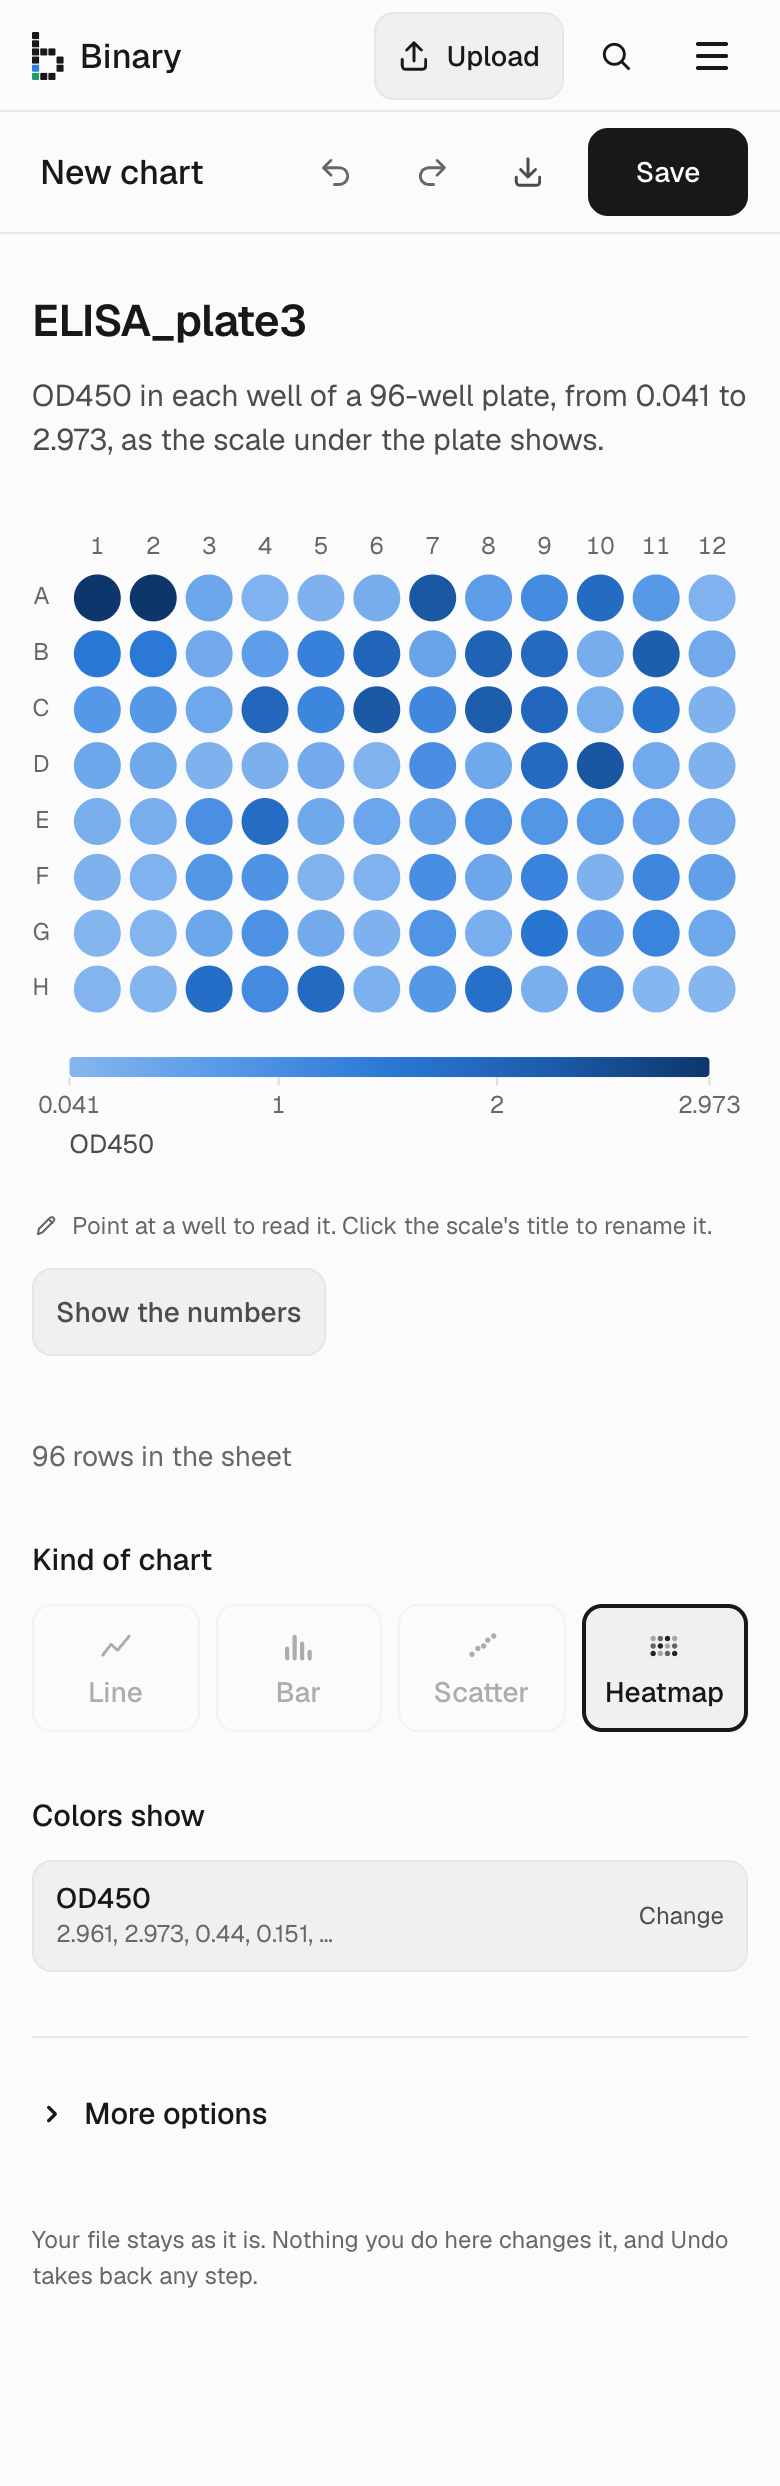 Binary
Upload
New chart
Save
ELISA_plate3
OD450 in each well of a 96-well plate, from 0.041 to
2.973, as the scale under the plate shows.
1 2 3 4 5 6 7 8 9 10 11 12
A
B
C
D
E
F
G
H
0.041 1 2 2.973
OD450
Point at a well to read it. Click the scale's title to rename it.
Show the numbers
96 rows in the sheet
Kind of chart
Line Bar Scatter Heatmap
Colors show
OD450
2.961, 2.973, 0.44, 0.151, ...
Change
More options
Your file stays as it is. Nothing you do here changes it, and Undo
takes back any step.